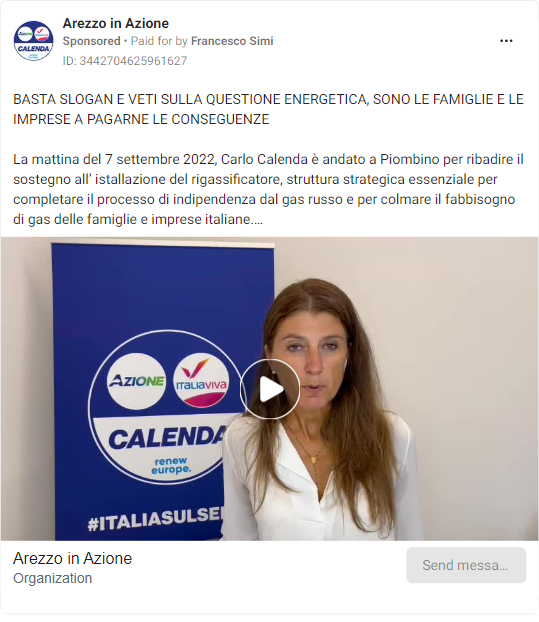 Arezzo in Azione
Sponsored • Paid for by Francesco Simi
ID: 3442704625961627
BASTA SLOGAN E VETI SULLA QUESTIONE ENERGETICA, SONO LE FAMIGLIE E LE
IMPRESE A PAGARNE LE CONSEGUENZE
La mattina del 7 settembre 2022, Carlo Calenda è andato a Piombino per ribadire il
sostegno all’ istallazione del rigassificatore, struttura strategica essenziale per
completare il processo di indipendenza dal gas russo e per colmare il fabbisogno
di gas delle famiglie e imprese italiane....
AZIONE
ITALIAVIVA
CALENDA
renew
europe.
#ITALIASULSE
Arezzo in Azione
Organization
Send messa...